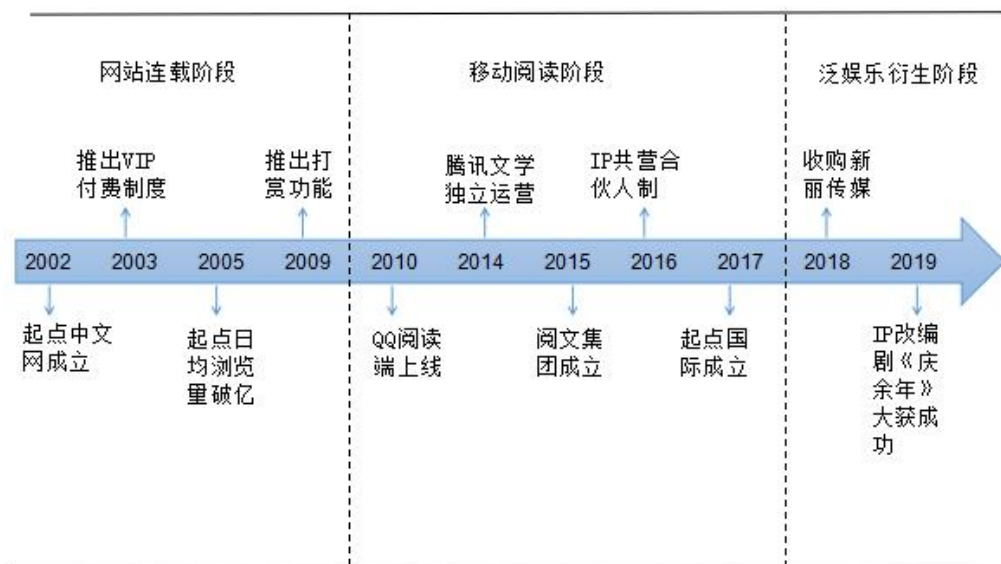 网站连载阶段
移动阅读阶段
泛娱乐衍生阶段
推出VIP
付费制度
推出打
赏功能
腾讯文学
独立运营
IP共营合
伙人制
收购新
丽传媒
2002 2003 2005 2009 2010 2014 2015 2016 2017 2018 2019
起点中文
网成立
起点日
均浏览
量破亿
QQ阅读
端上线
阅文集
团成立
起点国
际成立
IP改编
剧《庆
余年》
大获成
功